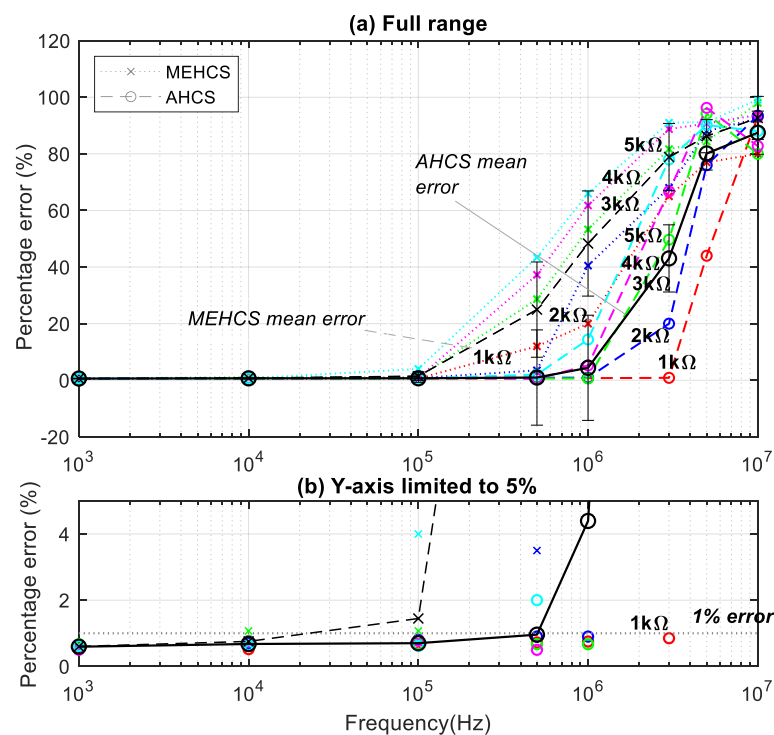 (a) Full range
120
100
80
60
40
20
0
-20
Percentage error (%)
MEHCS
AHCS
AHCS mean
error
MEHCS mean error
5kΩ
4kΩ
3kΩ
2kΩ
1kΩ
5kΩ
4kΩ
3kΩ
2kΩ
1kΩ
10³ 10⁴ 10⁵ 10⁶ 10⁷
(b) Y-axis limited to 5%
4
2
0
Percentage error (%)
1kΩ
1% error
10³ 10⁴ 10⁵ 10⁶ 10⁷
Frequency(Hz)